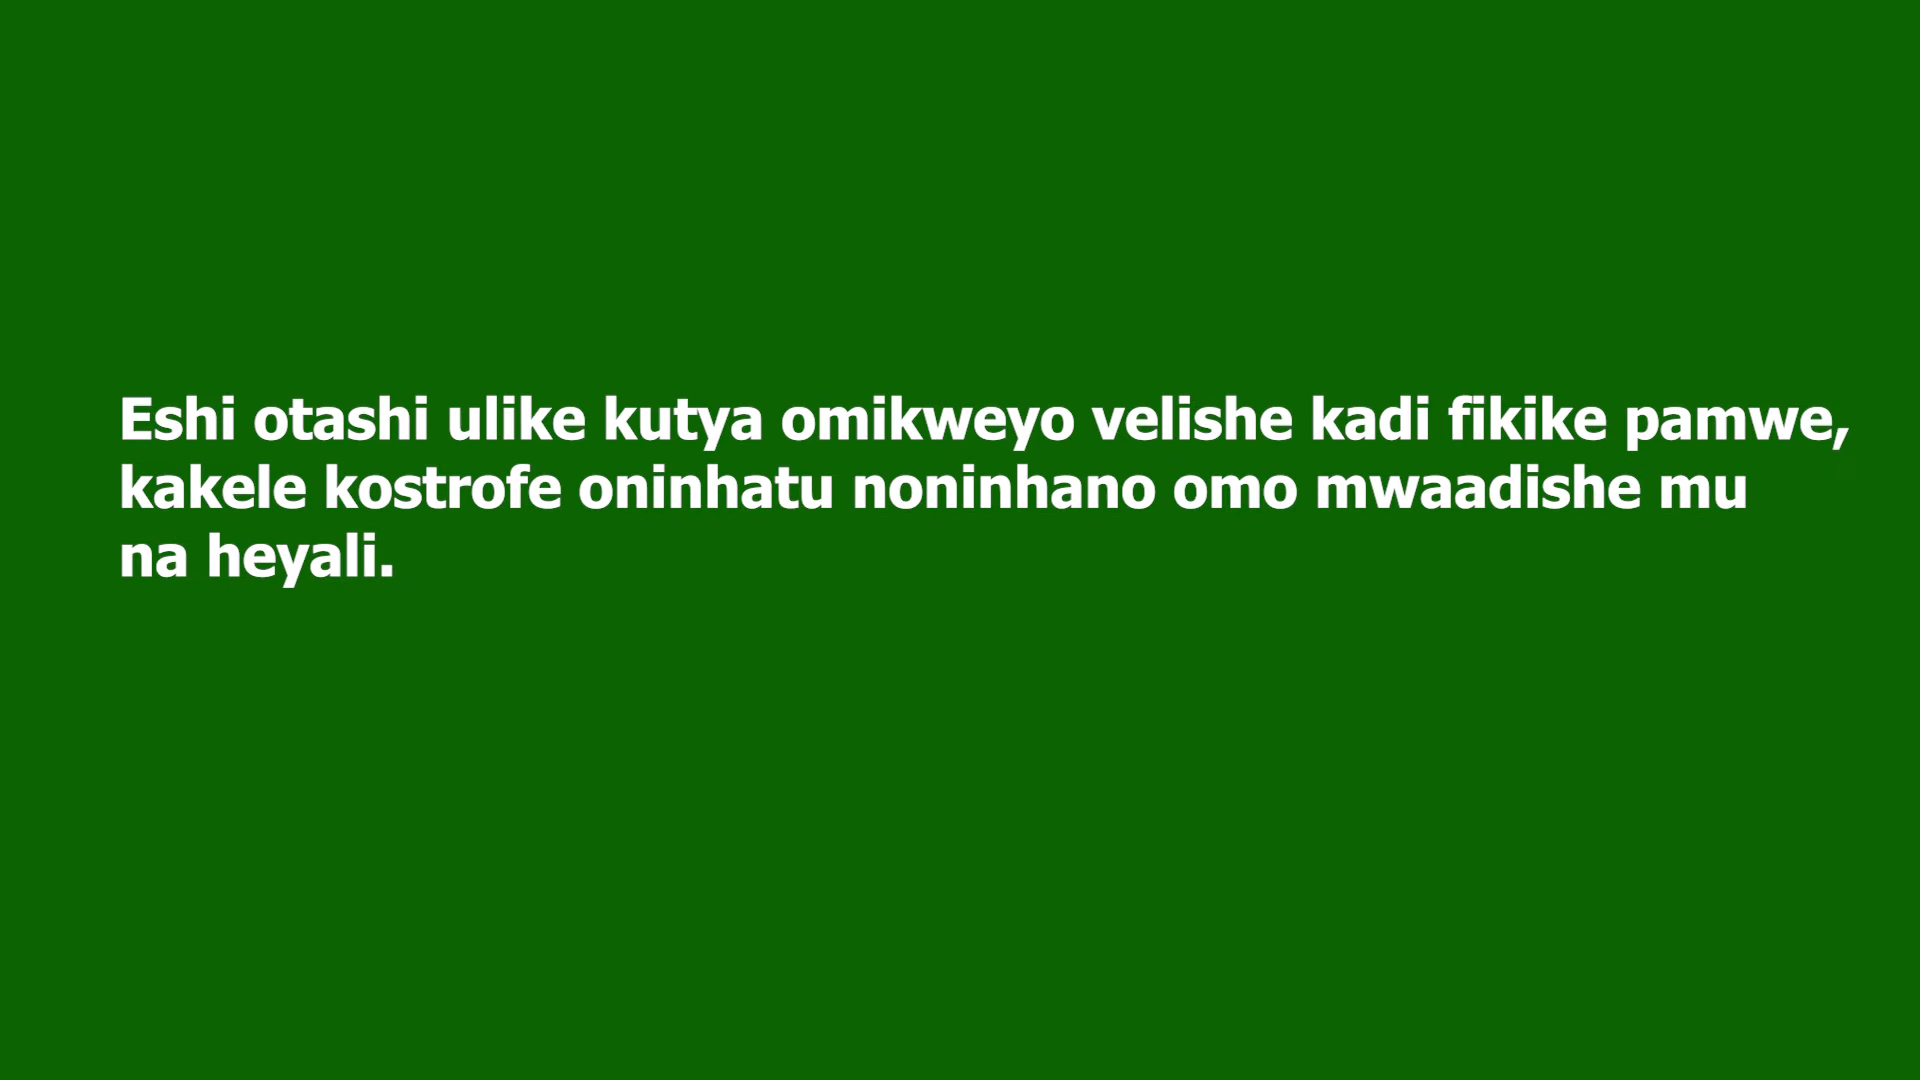 Eshi otashi ulike kutya omikweyo velishe kadi fikike pamwe,
kakele kostrofe oninhatu noninhano omo mwaadishe mu
na heyali.